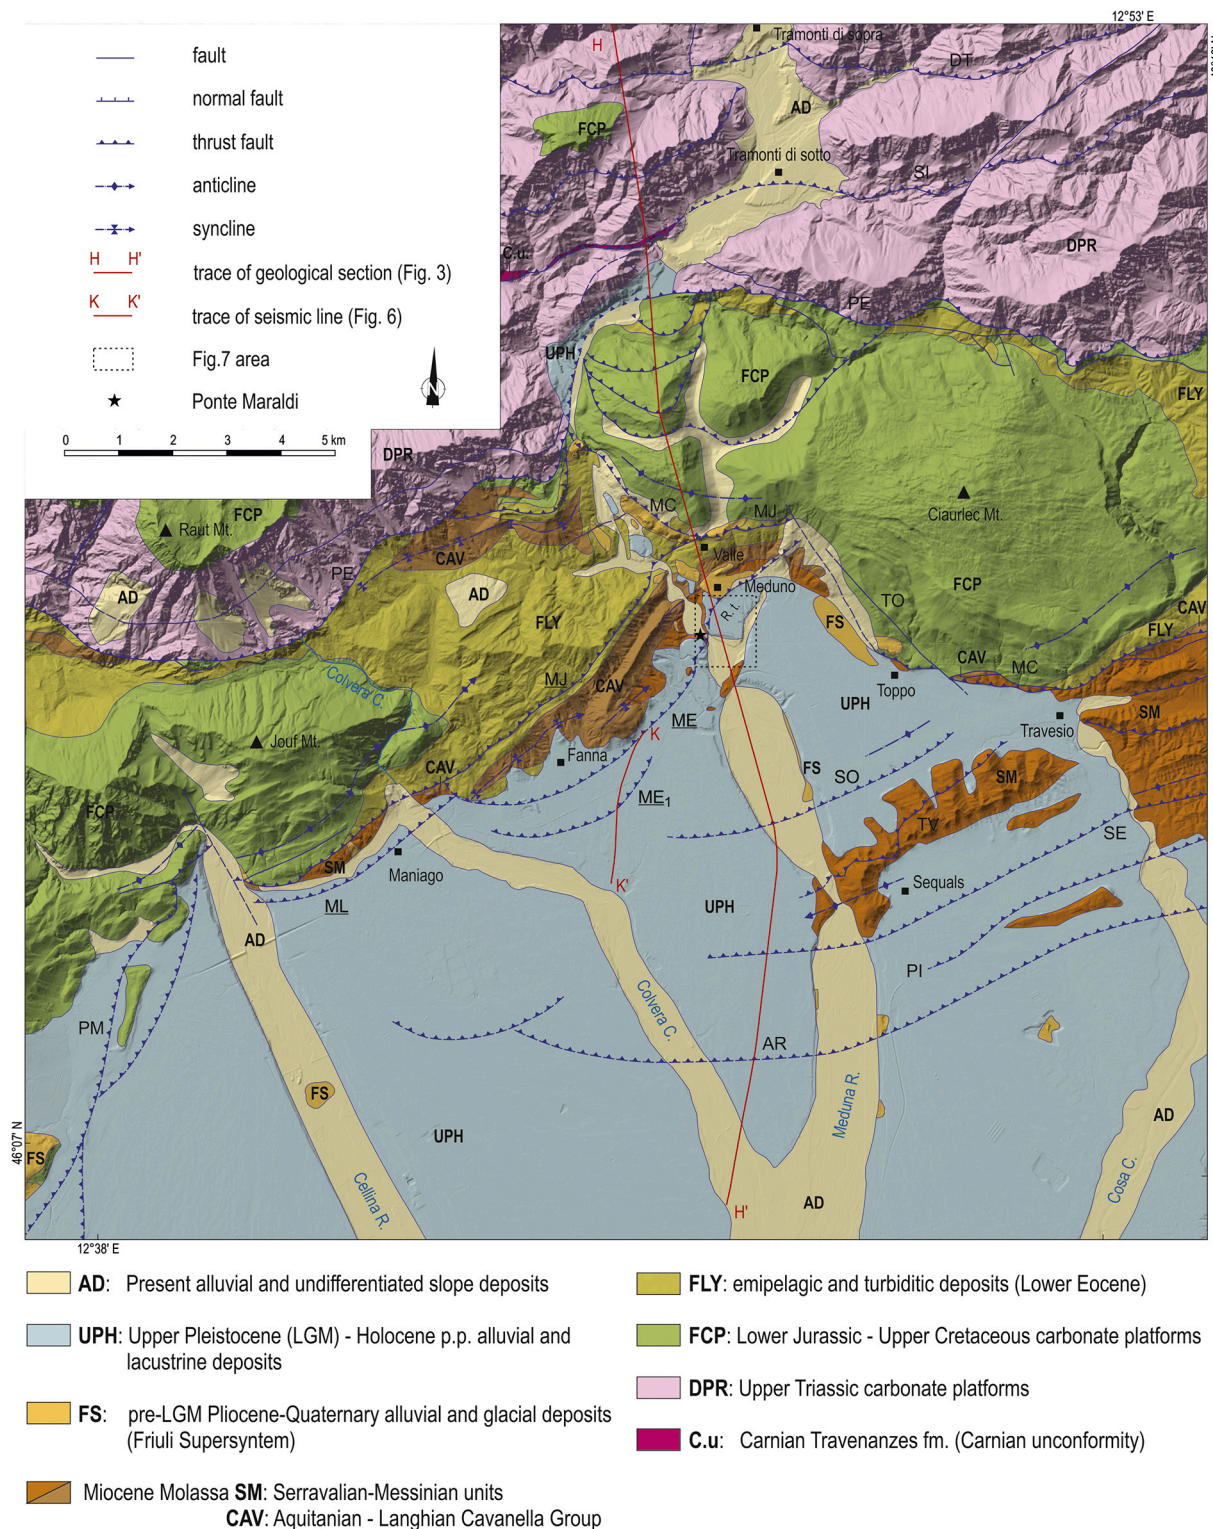 12°53' E
fault
normal fault
thrust fault
anticline
syncline
H H' trace of geological section (Fig. 3)
K K' trace of seismic line (Fig. 6)
Fig.7 area
Ponte Maraldi
N
0 1 2 3 4 5 km
H
Tramonti di sopra
DT
AD
FCP
Tramonti di sotto
SI
DPR
C.u.
PE
UPH
FCP
FLY
DPR
Ciaurlec Mt.
MC
MJ
FCP
Raut Mt.
CAV
Valle
PE
Meduno
AD
AD
FCP
TO
R. t.
CAV
FLY
FS
FLY
CAV
MC
Colvera C.
MJ
CAV
Toppo
UPH
SM
ME
Travesio
K
Jouf Mt.
Fanna
CAV
FS
SO
SM
ME1
FCP
TV
SE
SM
Maniago
K'
Sequals
ML
UPH
AD
PI
Colvera C.
PM
AR
FS
Meduna R.
AD
UPH
46°07' N
FS
Cellina R.
Cosa C.
AD
H'
12°38' E
AD: Present alluvial and undifferentiated slope deposits
UPH: Upper Pleistocene (LGM) - Holocene p.p. alluvial and
lacustrine deposits
FS: pre-LGM Pliocene-Quaternary alluvial and glacial deposits
(Friuli Supersyntem)
Miocene Molassa SM: Serravalian-Messinian units
CAV: Aquitanian - Langhian Cavanella Group
FLY: emipelagic and turbiditic deposits (Lower Eocene)
FCP: Lower Jurassic - Upper Cretaceous carbonate platforms
DPR: Upper Triassic carbonate platforms
C.u: Carnian Travenanzes fm. (Carnian unconformity)